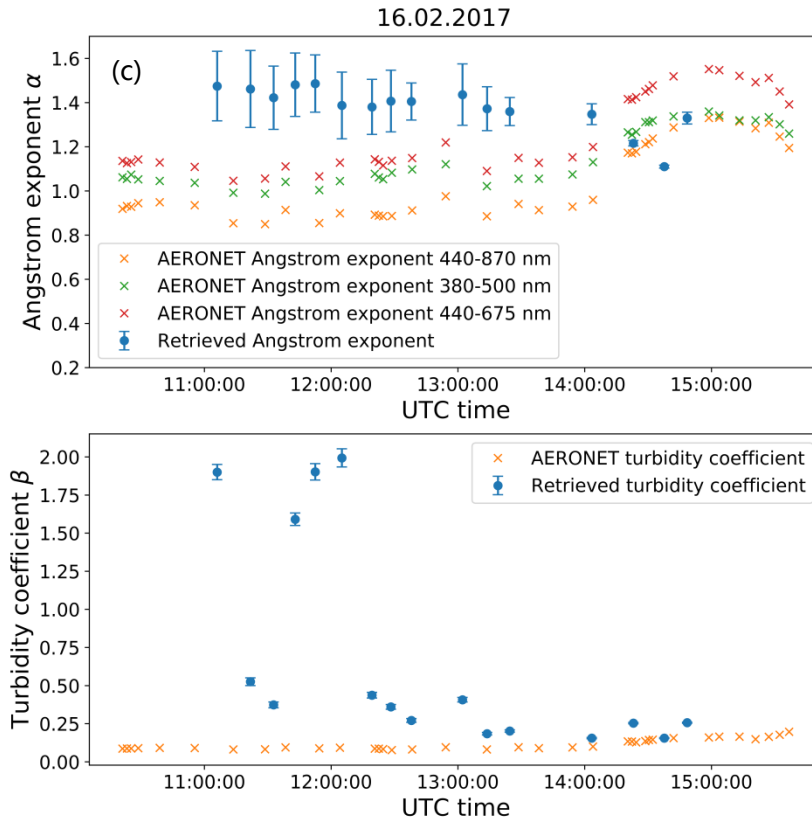 16.02.2017
(c)
Angstrom exponent α
1.6
1.4
1.2
1.0
0.8
0.6
0.4
0.2
AERONET Angstrom exponent 440-870 nm
AERONET Angstrom exponent 380-500 nm
AERONET Angstrom exponent 440-675 nm
Retrieved Angstrom exponent
11:00:00 12:00:00 13:00:00 14:00:00 15:00:00
UTC time
Turbidity coefficient β
2.00
1.75
1.50
1.25
1.00
0.75
0.50
0.25
0.00
AERONET turbidity coefficient
Retrieved turbidity coefficient
11:00:00 12:00:00 13:00:00 14:00:00 15:00:00
UTC time